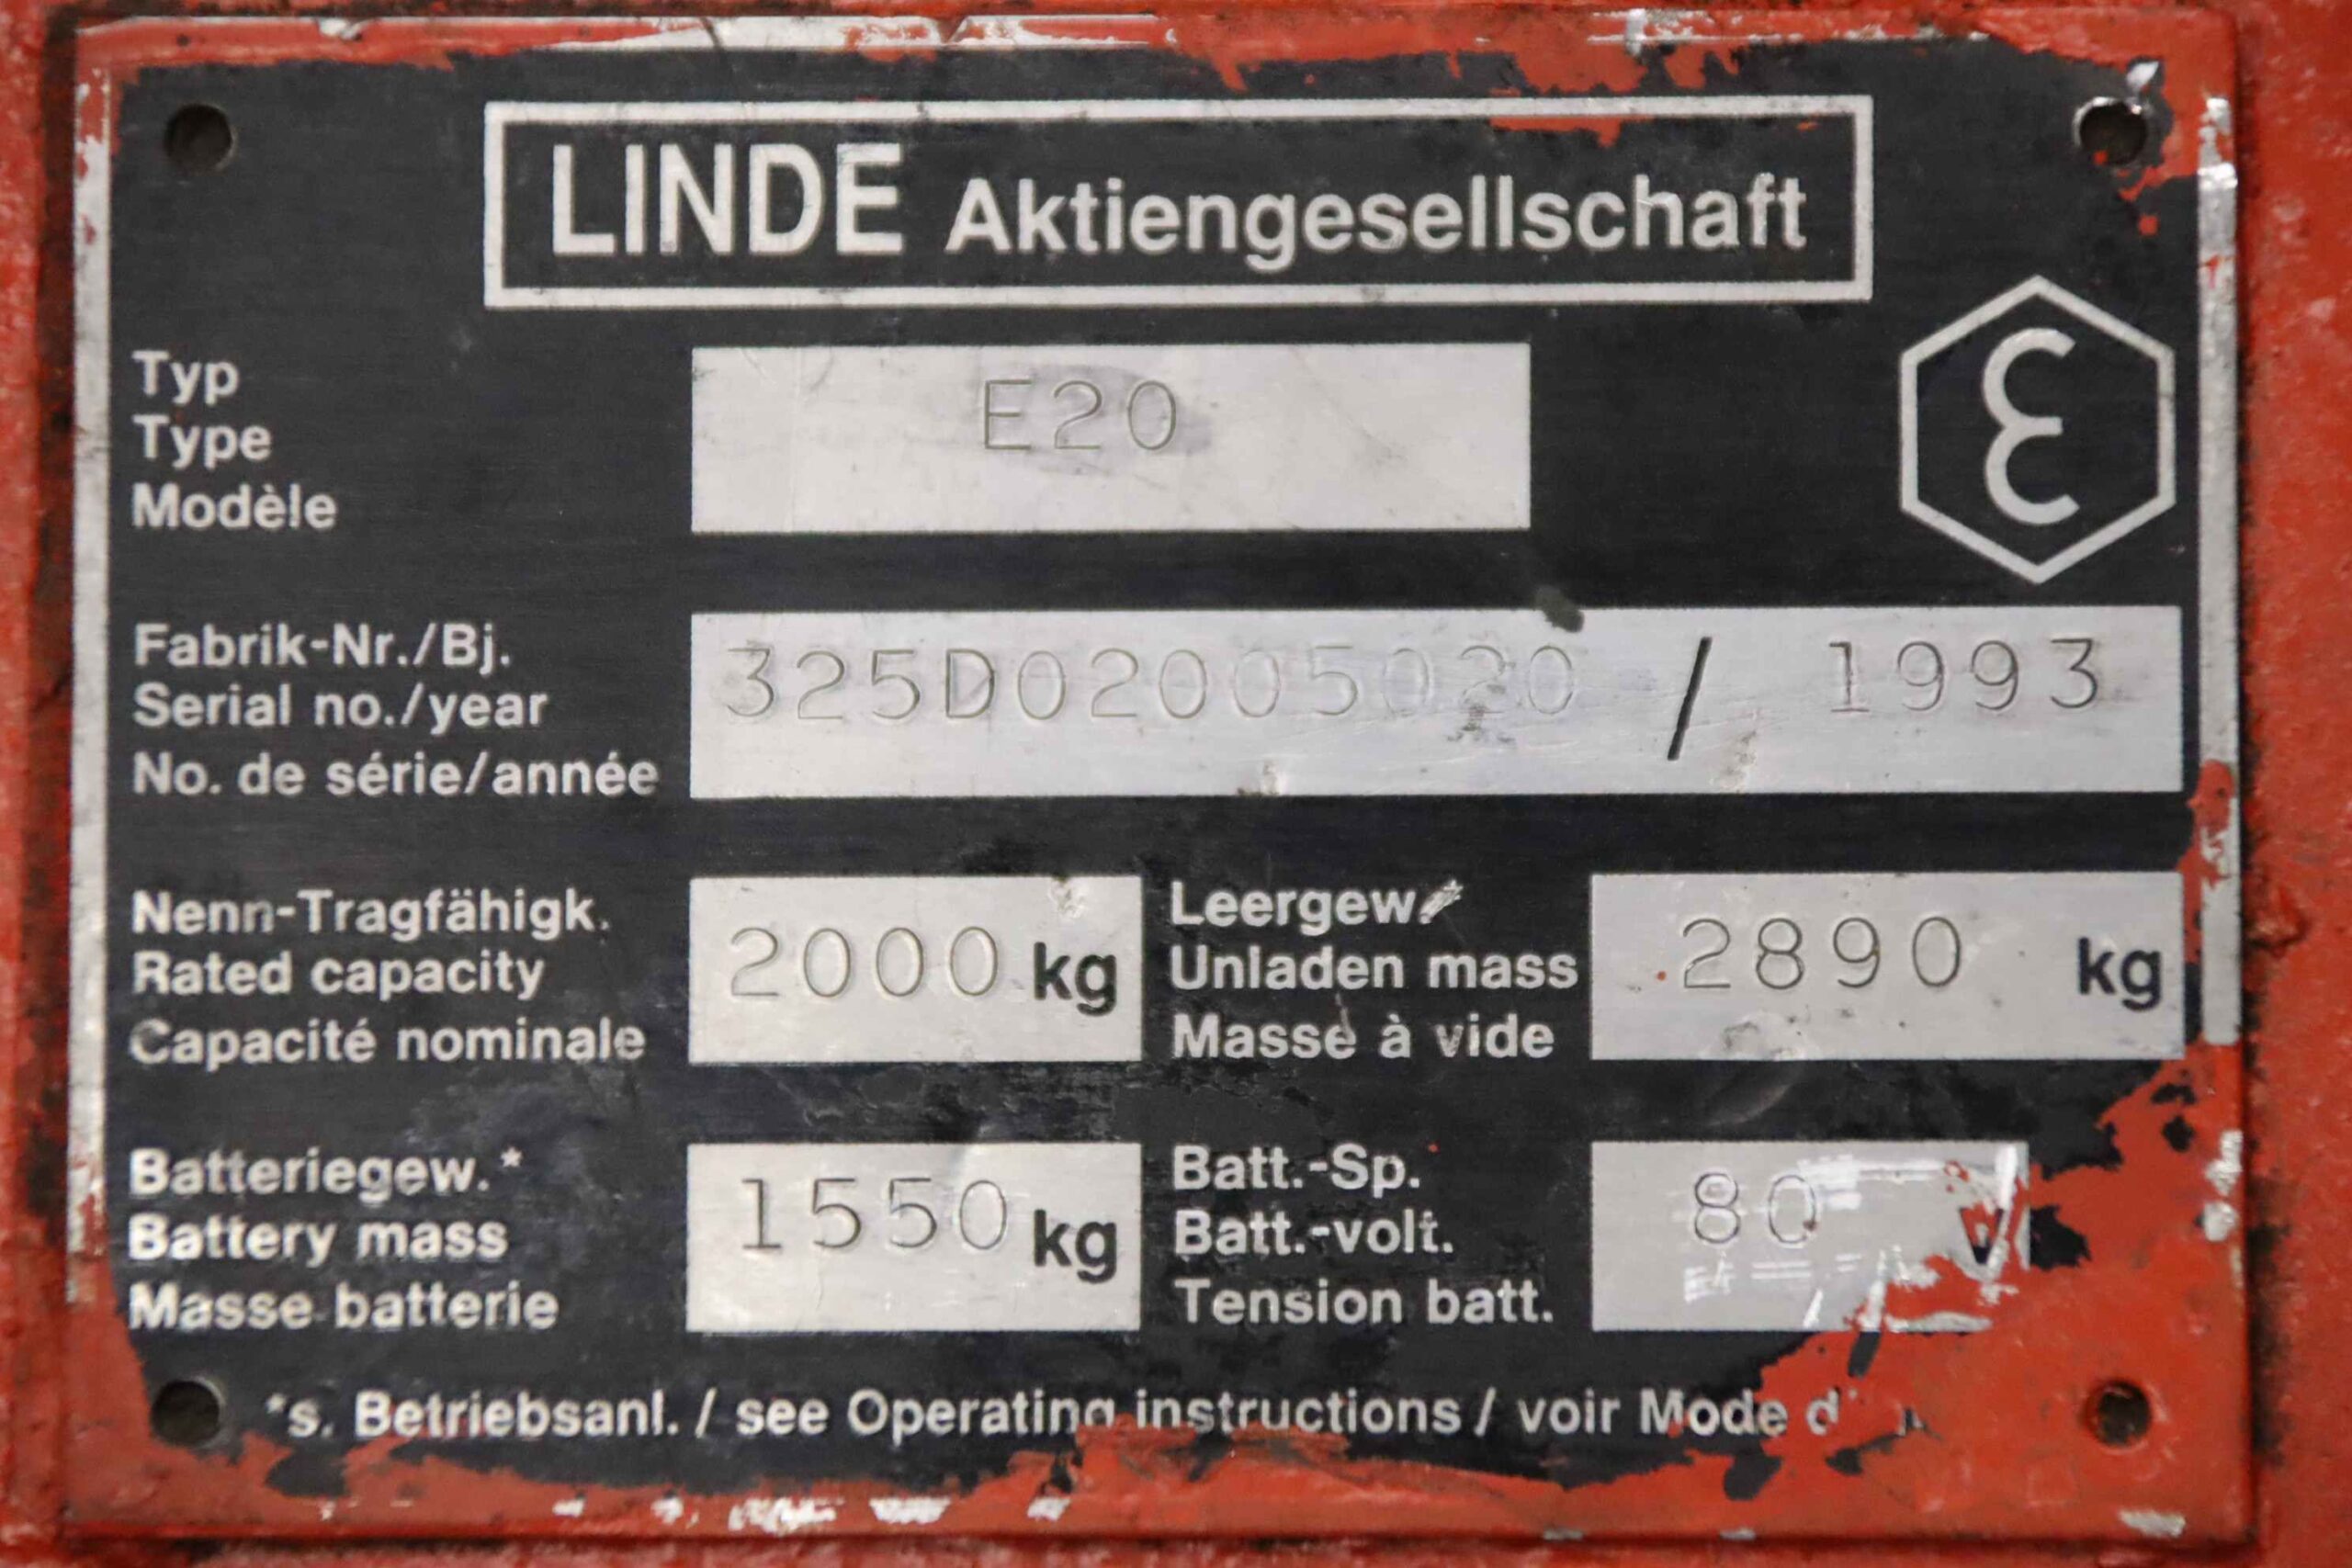 LINDE Aktiengesellschaft
Typ
Type
Modèle
E20
Fabrik-Nr./Bj.
Serial no./year
No. de série/année
325D02005020 / 1993
Nenn-Tragfähigk.
Rated capacity
Capacité nominale
2000 kg
Leergew.
Unladen mass
Masse à vide
2890 kg
Batteriegew.*
Battery mass
Masse batterie
1550 kg
Batt.-Sp.
Batt.-volt.
Tension batt.
80 V
*s. Betriebsanl. / see Operating instructions / voir Mode